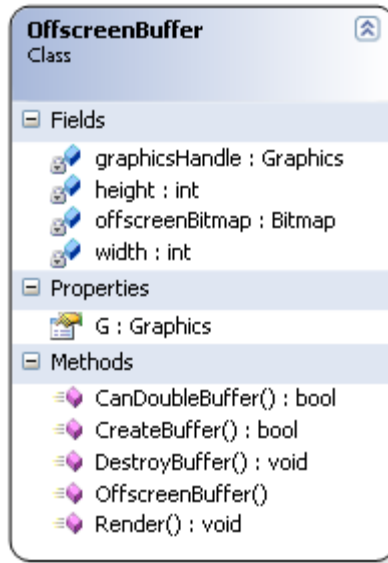 OffscreenBuffer
Class
Fields
graphicsHandle : Graphics
height : int
offscreenBitmap : Bitmap
width : int
Properties
G : Graphics
Methods
CanDoubleBuffer() : bool
CreateBuffer() : bool
DestroyBuffer() : void
OffscreenBuffer()
Render() : void